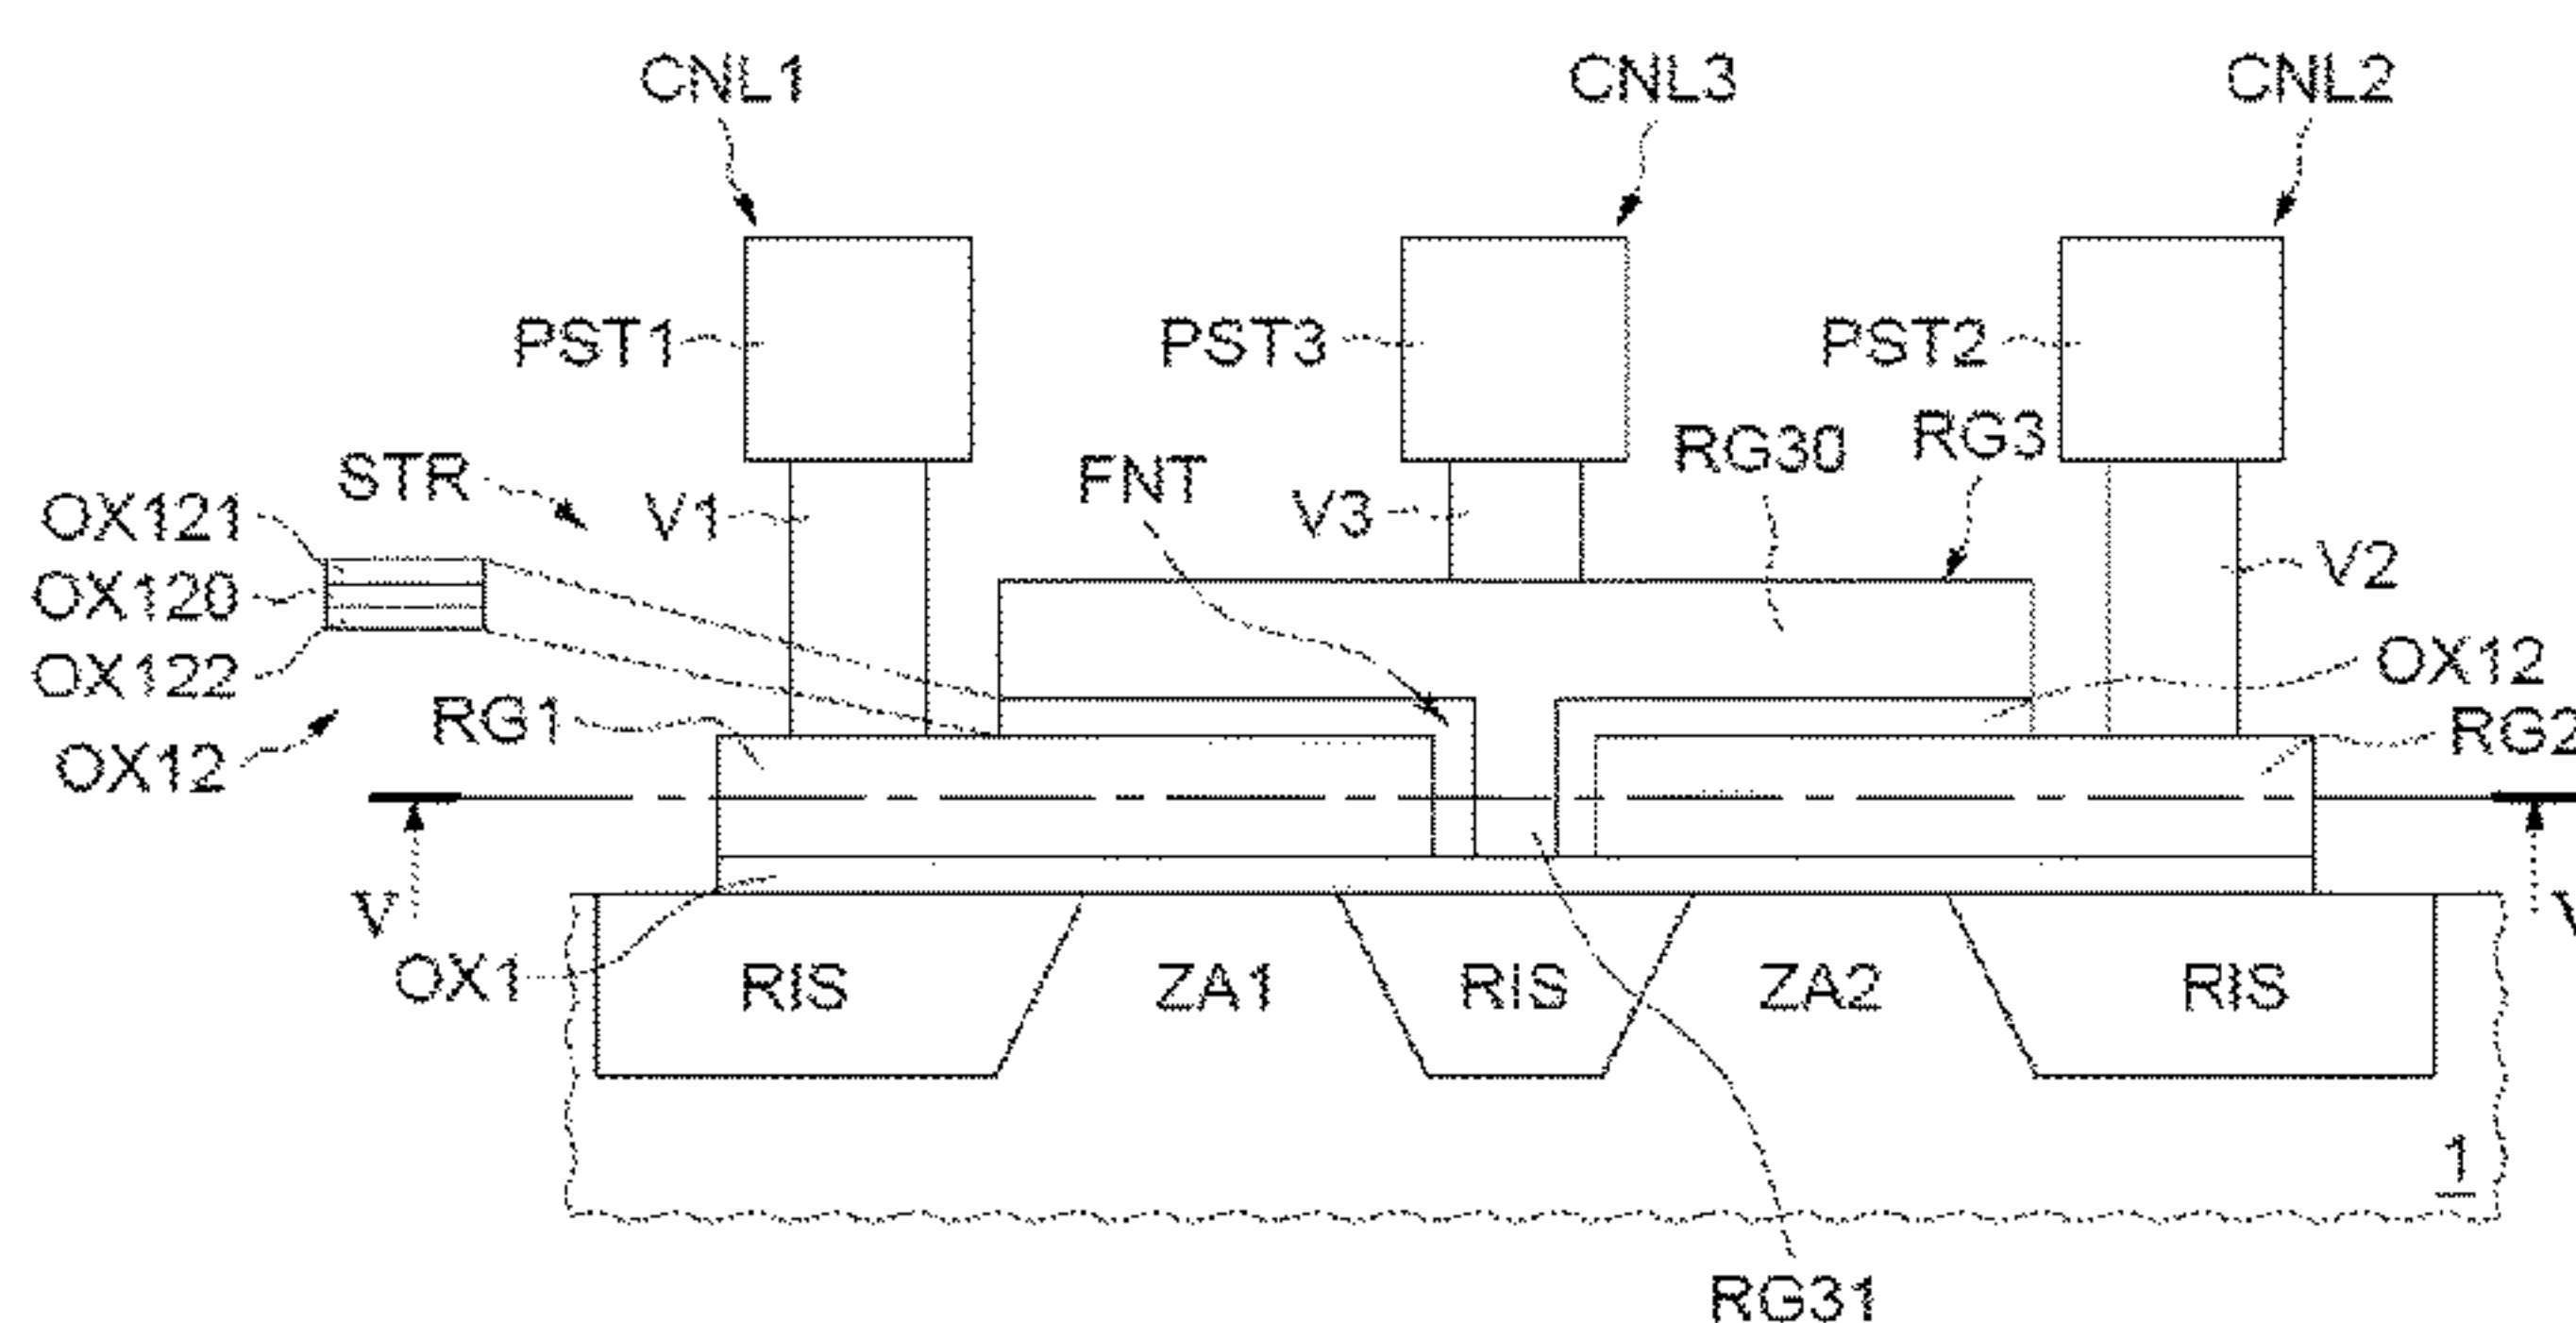 CNL1 CNL3 CNL2
PST1 PST3 PST2
STR V1 FNT V3 RG30 RG3
OX121
OX120 V2
OX122 OX12
RG1 RG2
OX12
V V
OX1 RIS ZA1 RIS ZA2 RIS
1
RG31